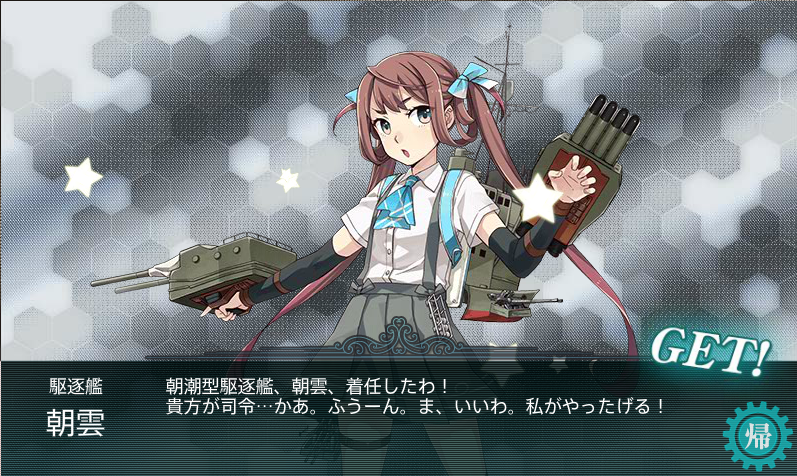 GET!
駆逐艦
朝雲
朝潮型駆逐艦、朝雲、着任したわ！
貴方が司令…かあ。ふうーん。ま、いいわ。私がやったげる！
帰